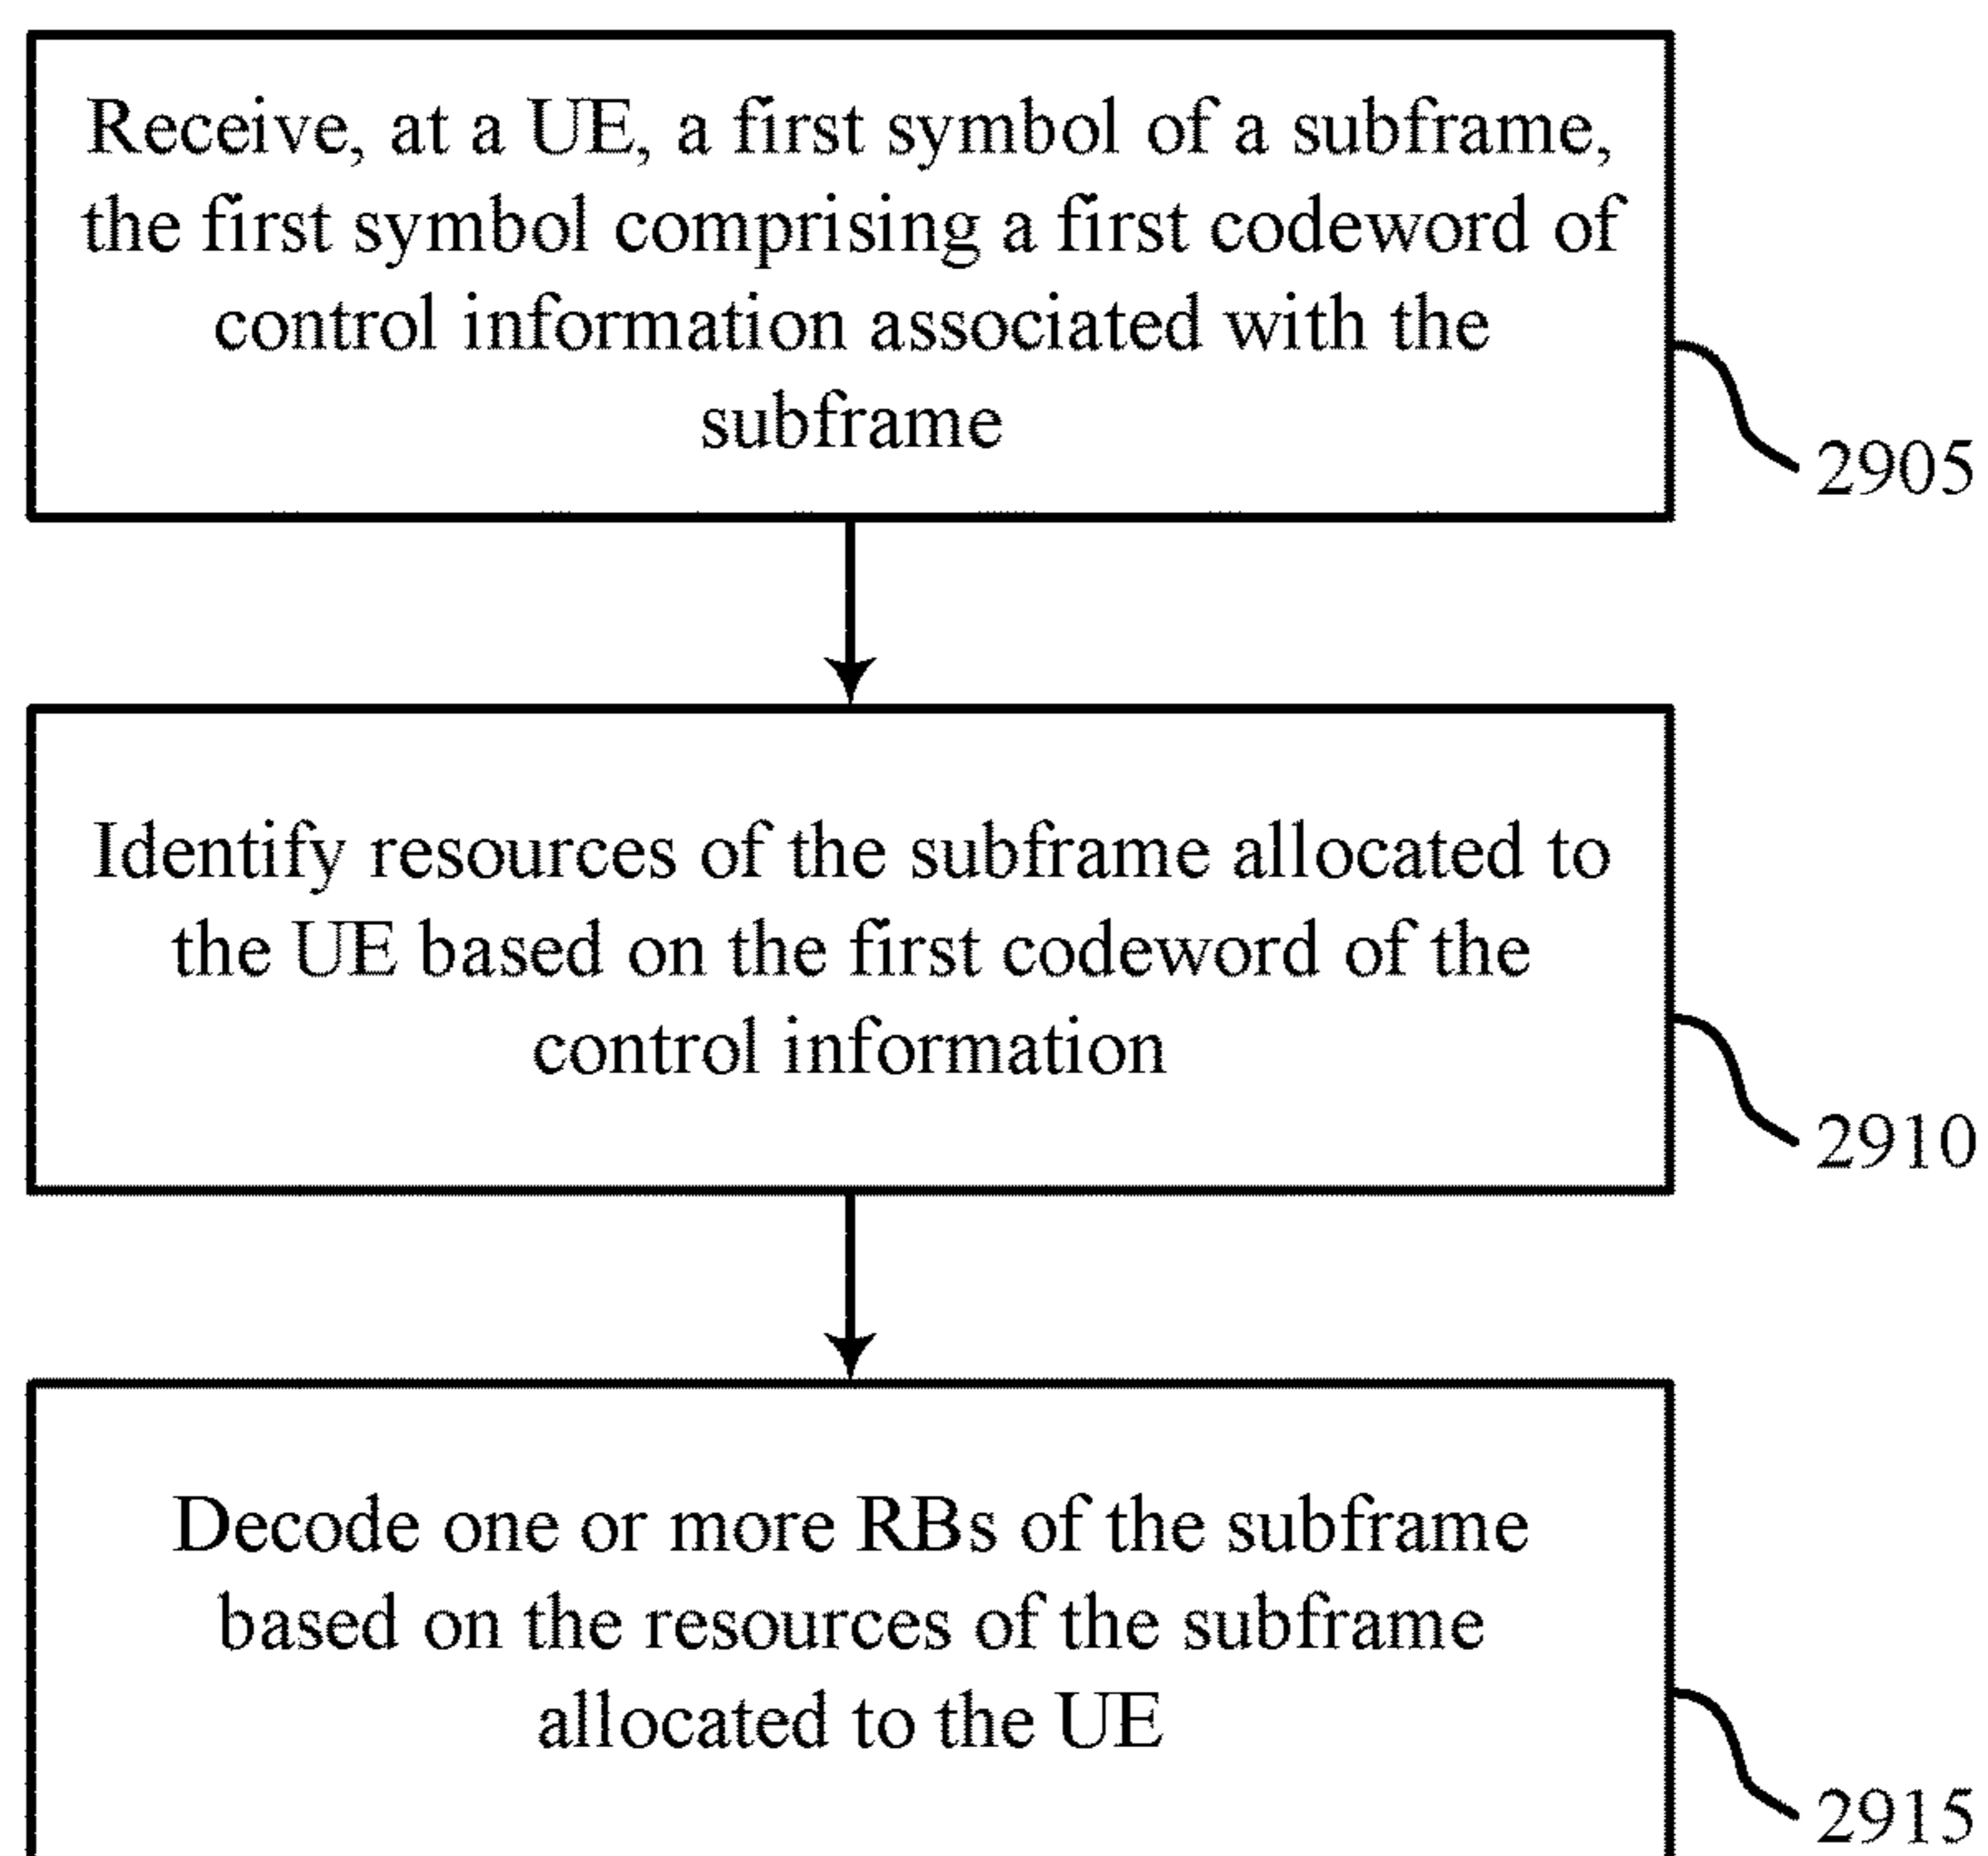 Receive, at a UE, a first symbol of a subframe,
the first symbol comprising a first codeword of
control information associated with the
subframe
2905
Identify resources of the subframe allocated to
the UE based on the first codeword of the
control information
2910
Decode one or more RBs of the subframe
based on the resources of the subframe
allocated to the UE
2915